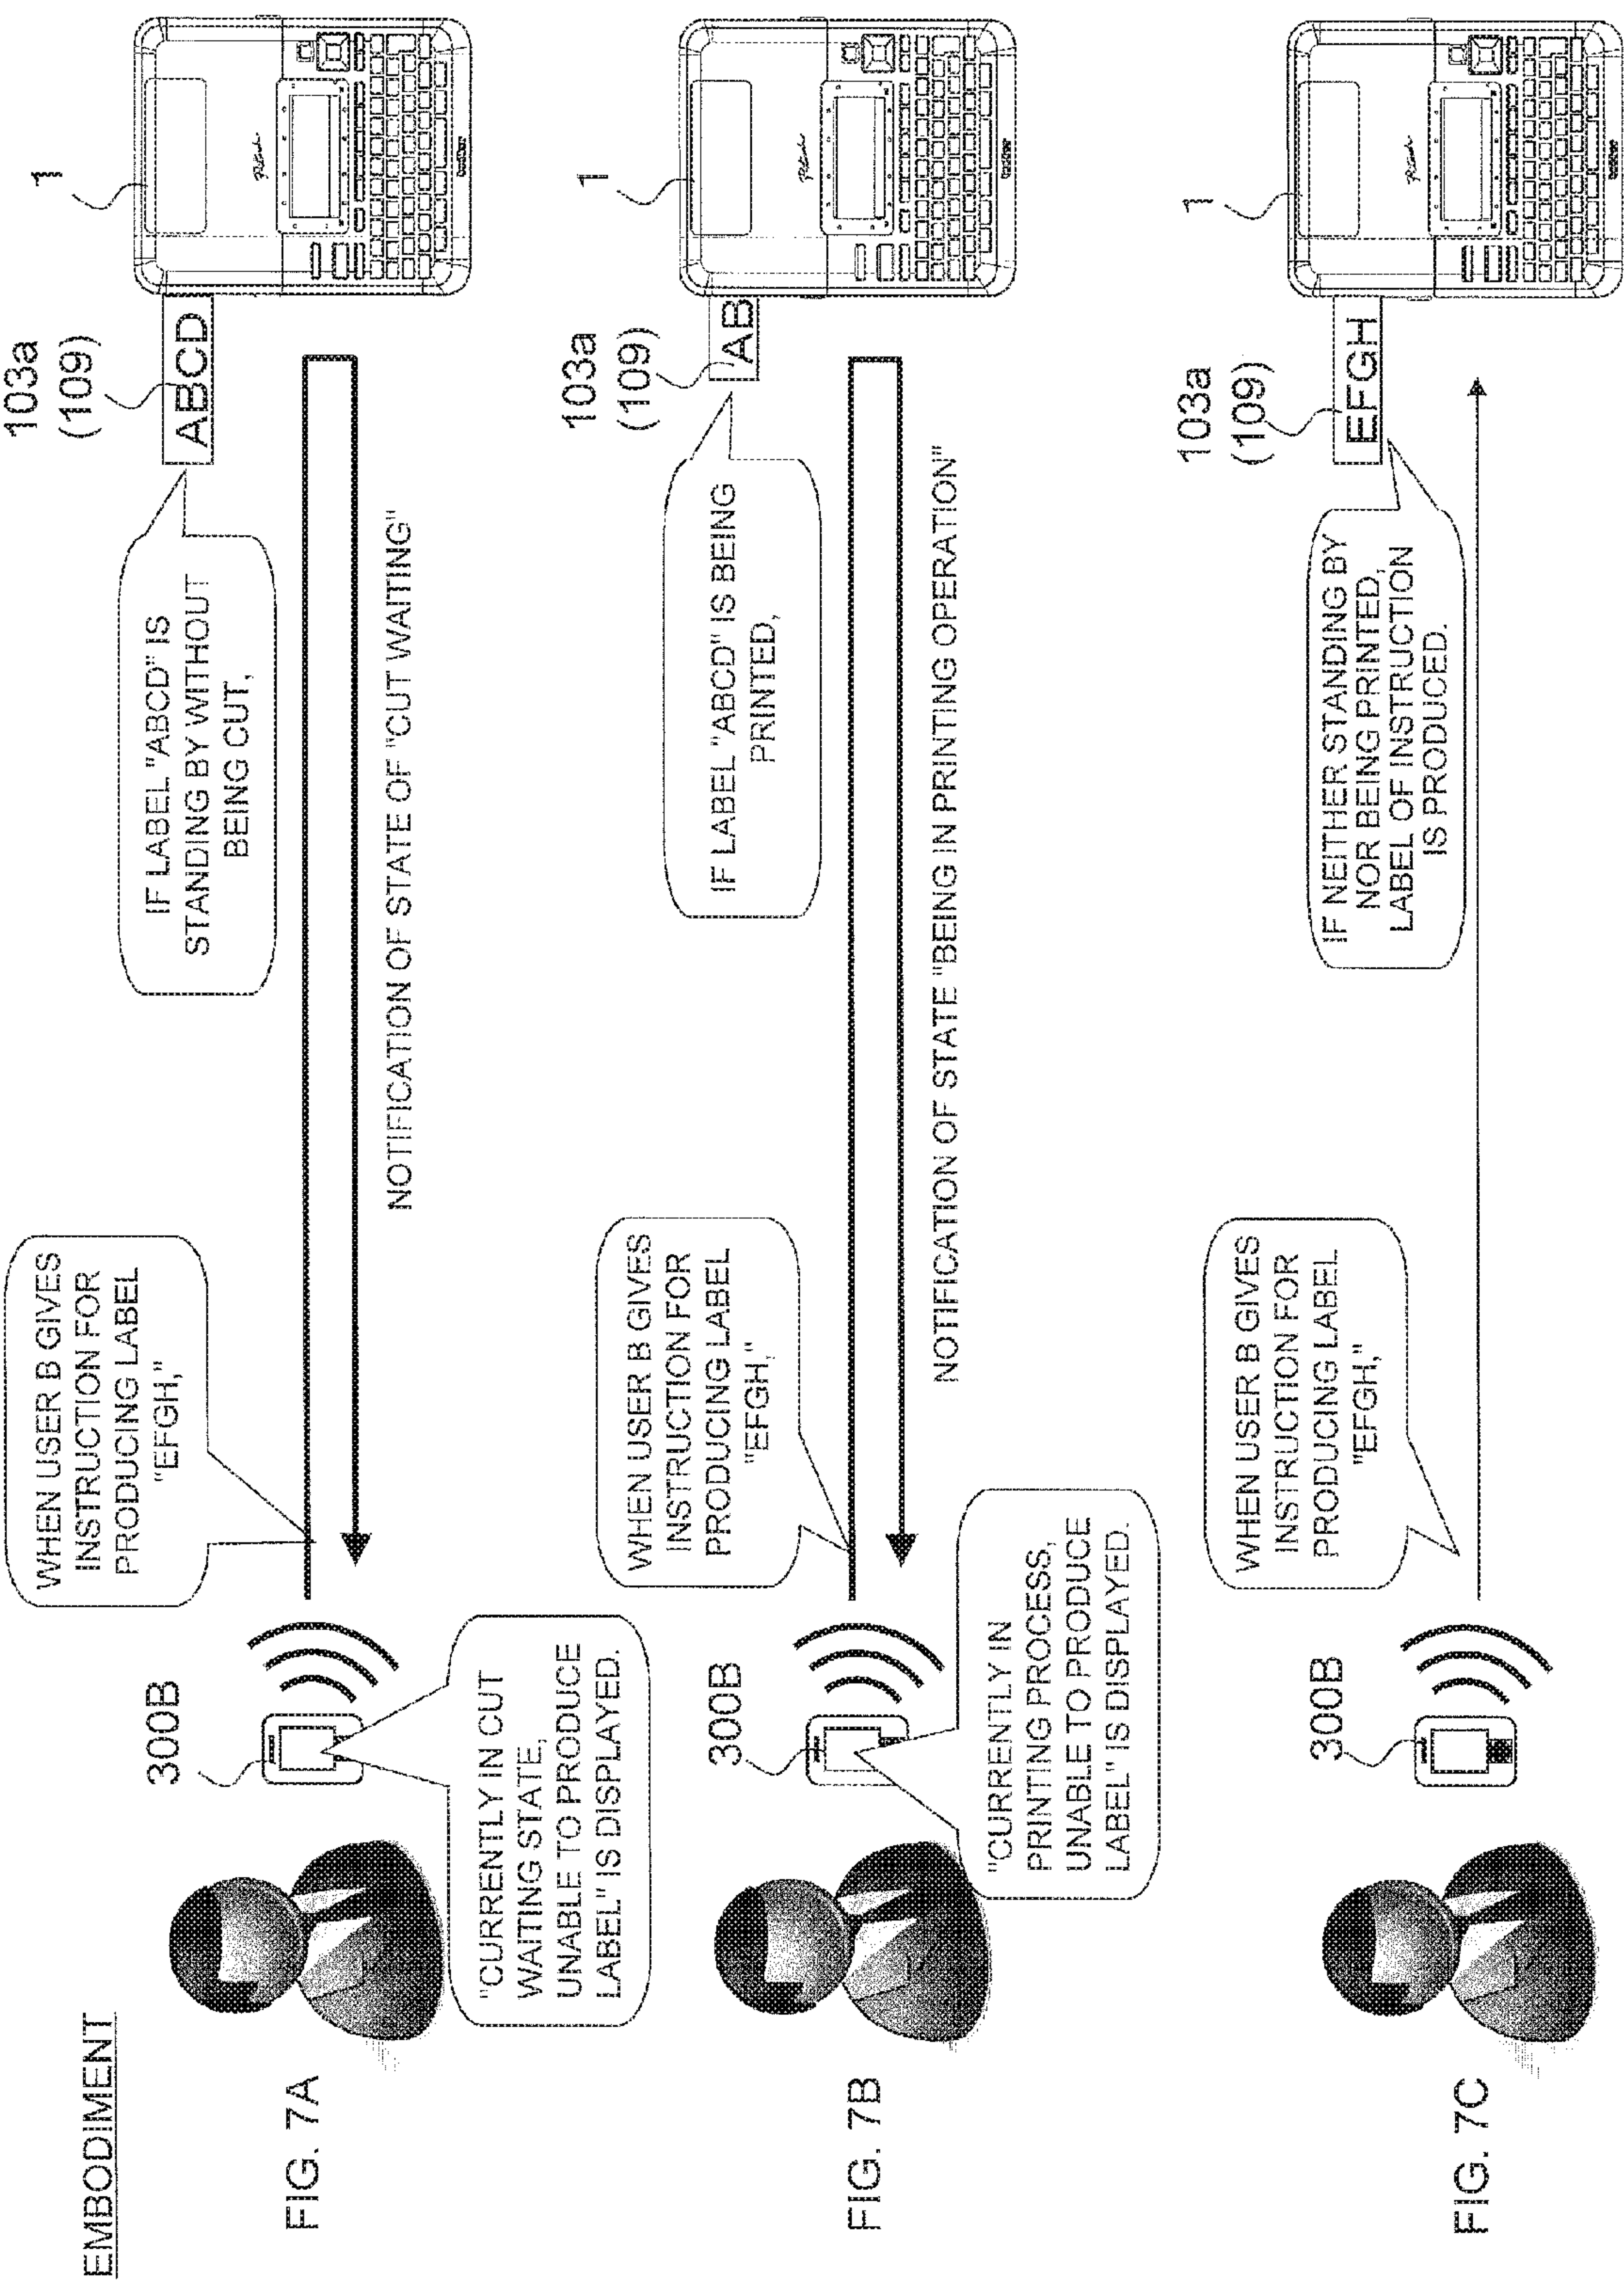 EMBODIMENT
FIG. 7A
300B
WHEN USER B GIVES
INSTRUCTION FOR
PRODUCING LABEL
"EFGH,"
"CURRENTLY IN CUT
WAITING STATE,
UNABLE TO PRODUCE
LABEL" IS DISPLAYED.
IF LABEL "ABCD" IS
STANDING BY WITHOUT
BEING CUT,
NOTIFICATION OF STATE OF "CUT WAITING"
103a
(109)
ABCD
1
FIG. 7B
300B
WHEN USER B GIVES
INSTRUCTION FOR
PRODUCING LABEL
"EFGH,"
"CURRENTLY IN
PRINTING PROCESS,
UNABLE TO PRODUCE
LABEL" IS DISPLAYED.
IF LABEL "ABCD" IS BEING
PRINTED,
NOTIFICATION OF STATE "BEING IN PRINTING OPERATION"
103a
(109)
AB
1
FIG. 7C
300B
WHEN USER B GIVES
INSTRUCTION FOR
PRODUCING LABEL
"EFGH,"
IF NEITHER STANDING BY
NOR BEING PRINTED,
LABEL OF INSTRUCTION
IS PRODUCED.
103a
(109)
EFGH
1